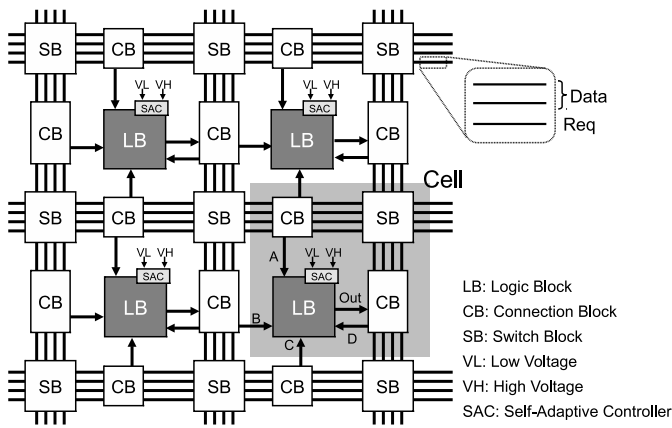 SB CB SB CB SB
VL VH VL VH
SAC SAC
Data
Req
CB LB CB LB CB
Cell
SB CB SB CB SB
A VL VH VL VH
SAC SAC
CB LB CB B LB Out CB
D
C
SB CB SB CB SB
LB: Logic Block
CB: Connection Block
SB: Switch Block
VL: Low Voltage
VH: High Voltage
SAC: Self-Adaptive Controller